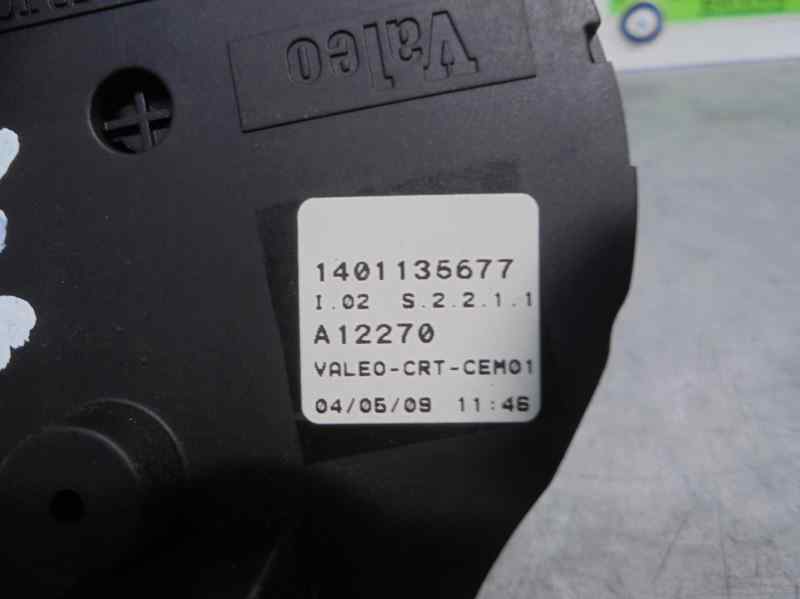 Valeo
1401135677
I.02 S.2.2.1.1
A12270
VALEO-CRT-CEM01
04/05/09 11:46